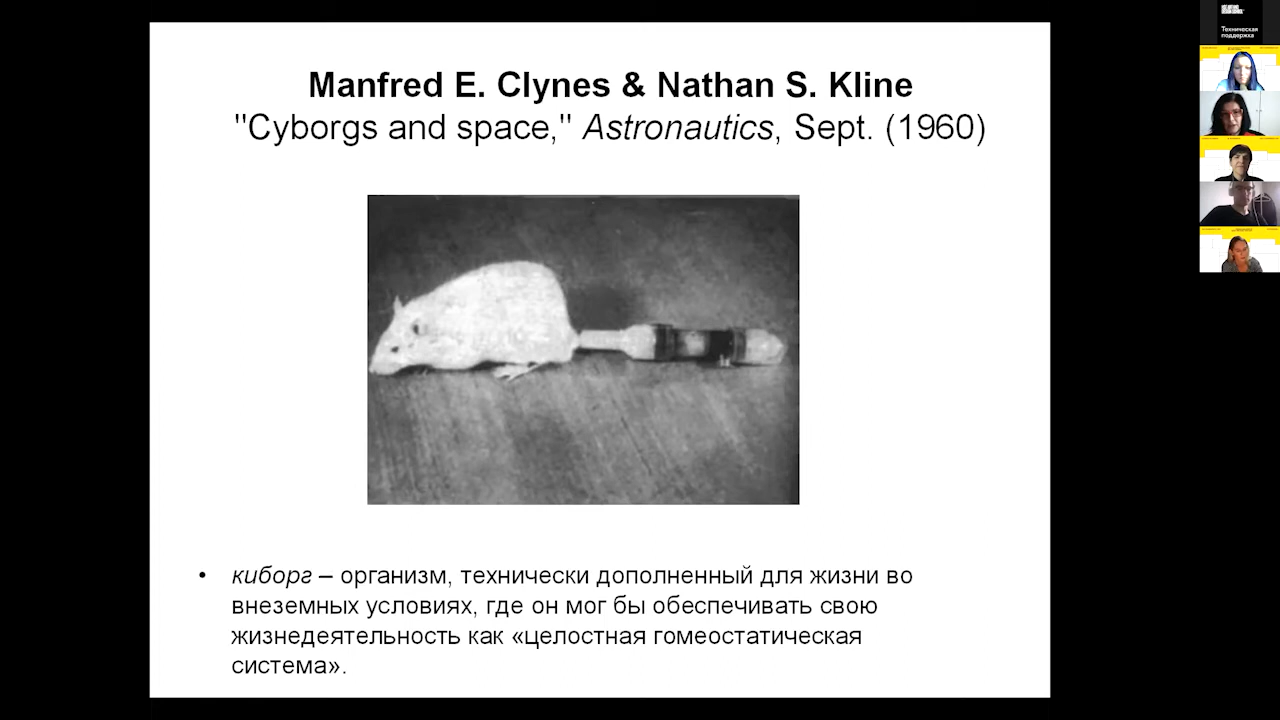 Manfred E. Clynes & Nathan S. Kline
"Cyborgs and space," Astronautics, Sept. (1960)
• киборг – организм, технически дополненный для жизни во
внеземных условиях, где он мог бы обеспечивать свою
жизнедеятельность как «целостная гомеостатическая
система».
Техническая
поддержка